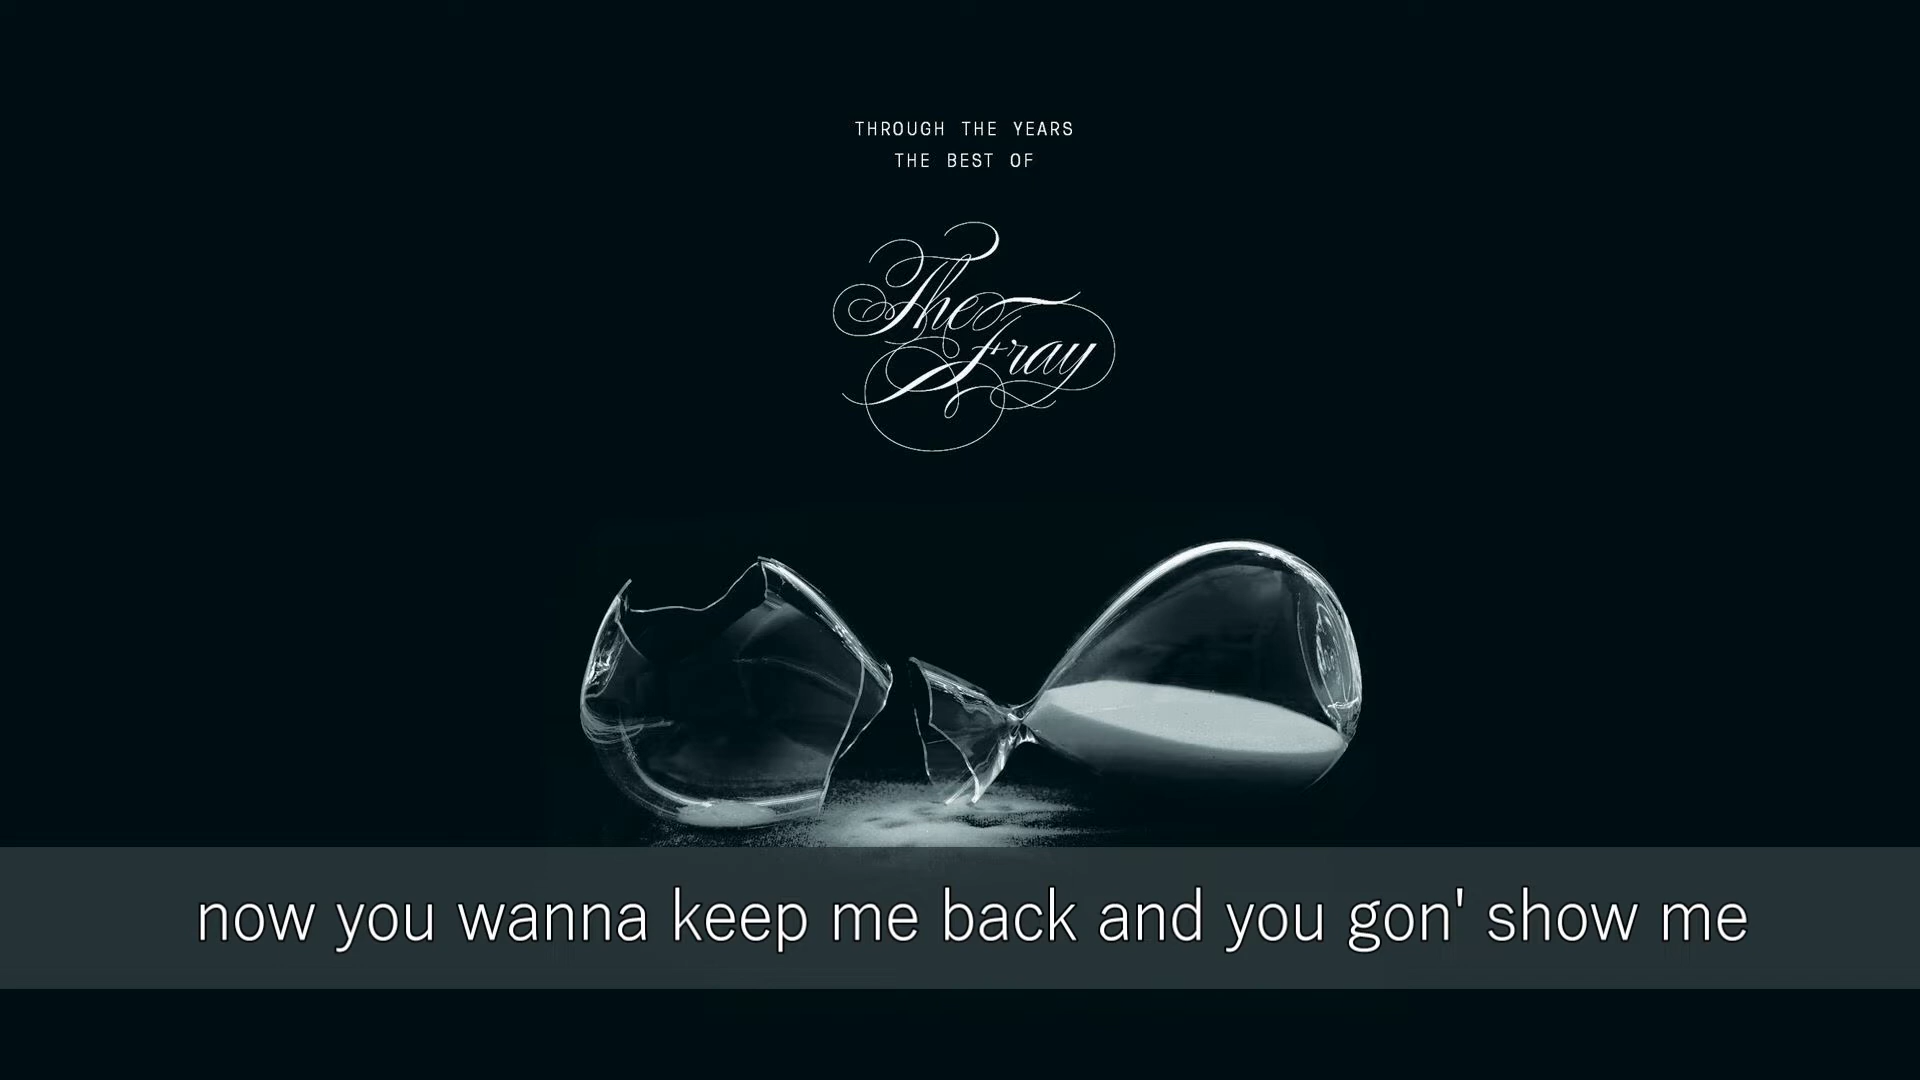 THROUGH THE YEARS
THE BEST OF
The
Fray
now you wanna keep me back and you gon' show me